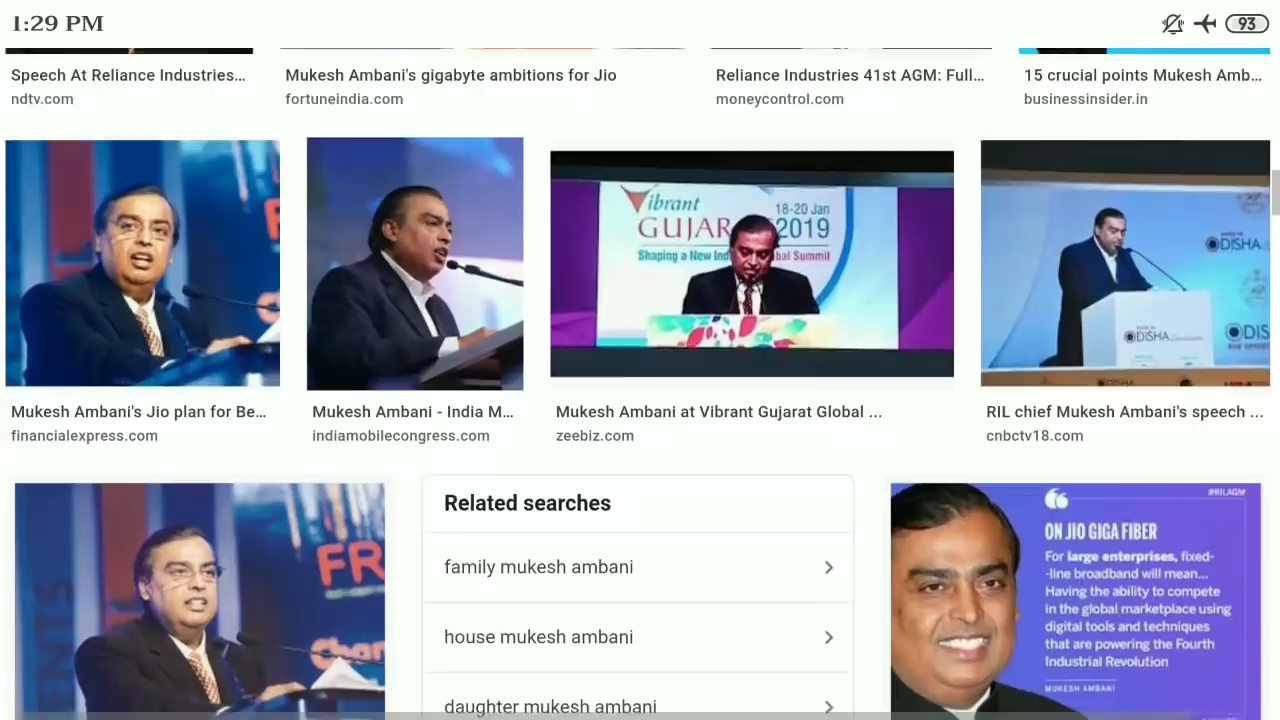 1:29 PM
93
Speech At Reliance Industries...
Mukesh Ambani's gigabyte ambitions for Jio
Reliance Industries 41st AGM: Full...
15 crucial points Mukesh Amb...
ndtv.com
fortuneindia.com
moneycontrol.com
businessinsider.in
Vibrant
GUJAR
18-20 Jan
2019
Shaping a New Ind bal Summit
ODISHA
ODISHA
ODIS
ODISHA
Mukesh Ambani's Jio plan for Be...
Mukesh Ambani - India M...
Mukesh Ambani at Vibrant Gujarat Global ...
RIL chief Mukesh Ambani's speech ...
financialexpress.com
indiamobilecongress.com
zeebiz.com
cnbctv18.com
ENTS
FR
Chan
Related searches
family mukesh ambani
house mukesh ambani
daughter mukesh ambani
#RILAGM
ON JIO GIGA FIBER
For large enterprises, fixed-
-line broadband will mean...
Having the ability to compete
in the global marketplace using
digital tools and techniques
that are powering the Fourth
Industrial Revolution
MUKESH AMBANI